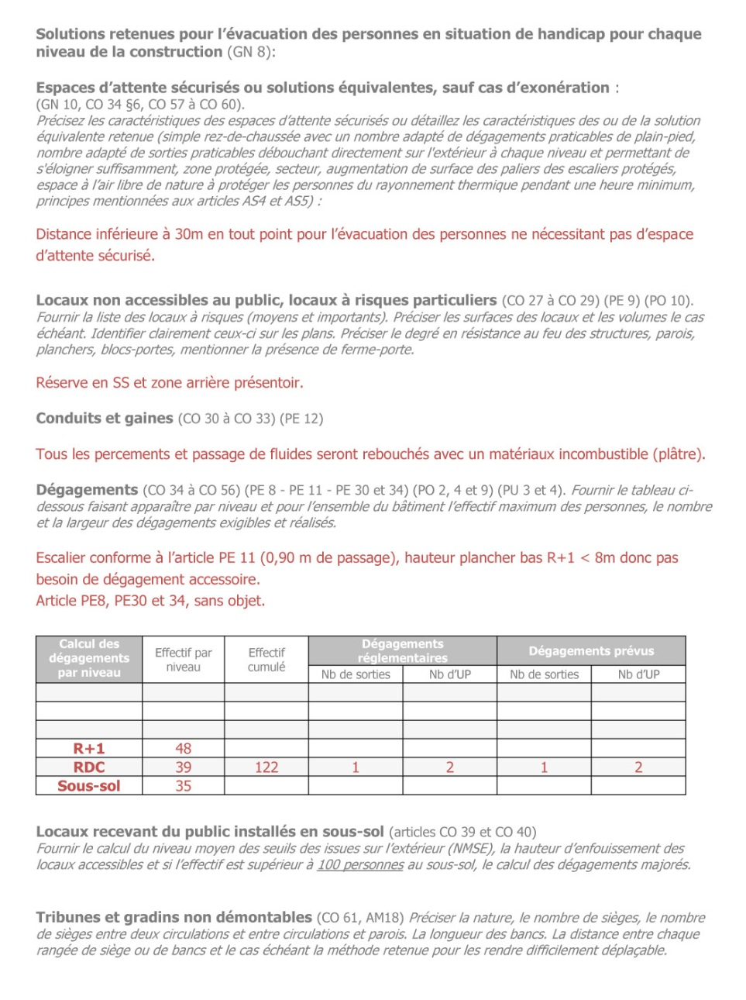 Solutions retenues pour l’évacuation des personnes en situation de handicap pour chaque
niveau de la construction (GN 8):
Espaces d’attente sécurisés ou solutions équivalentes, sauf cas d’exonération :
(GN 10, CO 34 §6, CO 57 à CO 60).
Précisez les caractéristiques des espaces d’attente sécurisés ou détaillez les caractéristiques des ou de la solution
équivalente retenue (simple rez-de-chaussée avec un nombre adapté de dégagements praticables de plain-pied,
nombre adapté de sorties praticables débouchant directement sur l'extérieur à chaque niveau et permettant de
s'éloigner suffisamment, zone protégée, secteur, augmentation de surface des paliers des escaliers protégés,
espace à l’air libre de nature à protéger les personnes du rayonnement thermique pendant une heure minimum,
principes mentionnées aux articles AS4 et AS5) :
Distance inférieure à 30m en tout point pour l’évacuation des personnes ne nécessitant pas d’espace
d’attente sécurisé.
Locaux non accessibles au public, locaux à risques particuliers (CO 27 à CO 29) (PE 9) (PO 10).
Fournir la liste des locaux à risques (moyens et importants). Préciser les surfaces des locaux et les volumes le cas
échéant. Identifier clairement ceux-ci sur les plans. Préciser le degré en résistance au feu des structures, parois,
planchers, blocs-portes, mentionner la présence de ferme-porte.
Réserve en SS et zone arrière présentoir.
Conduits et gaines (CO 30 à CO 33) (PE 12)
Tous les percements et passage de fluides seront rebouchés avec un matériaux incombustible (plâtre).
Dégagements (CO 34 à CO 56) (PE 8 - PE 11 - PE 30 et 34) (PO 2, 4 et 9) (PU 3 et 4). Fournir le tableau ci-
dessous faisant apparaître par niveau et pour l’ensemble du bâtiment l’effectif maximum des personnes, le nombre
et la largeur des dégagements exigibles et réalisés.
Escalier conforme à l’article PE 11 (0,90 m de passage), hauteur plancher bas R+1 < 8m donc pas
besoin de dégagement accessoire.
Article PE8, PE30 et 34, sans objet.
Calcul des dégagements par niveau Effectif par niveau Effectif cumulé Dégagements réglementaires Dégagements prévus
Nb de sorties Nb d’UP Nb de sorties Nb d’UP
R+1 48
RDC 39 122 1 2 1 2
Sous-sol 35
Locaux recevant du public installés en sous-sol (articles CO 39 et CO 40)
Fournir le calcul du niveau moyen des seuils des issues sur l’extérieur (NMSE), la hauteur d’enfouissement des
locaux accessibles et si l’effectif est supérieur à 100 personnes au sous-sol, le calcul des dégagements majorés.
Tribunes et gradins non démontables (CO 61, AM18) Préciser la nature, le nombre de sièges, le nombre
de sièges entre deux circulations et entre circulations et parois. La longueur des bancs. La distance entre chaque
rangée de siège ou de bancs et le cas échéant la méthode retenue pour les rendre difficilement déplaçable.